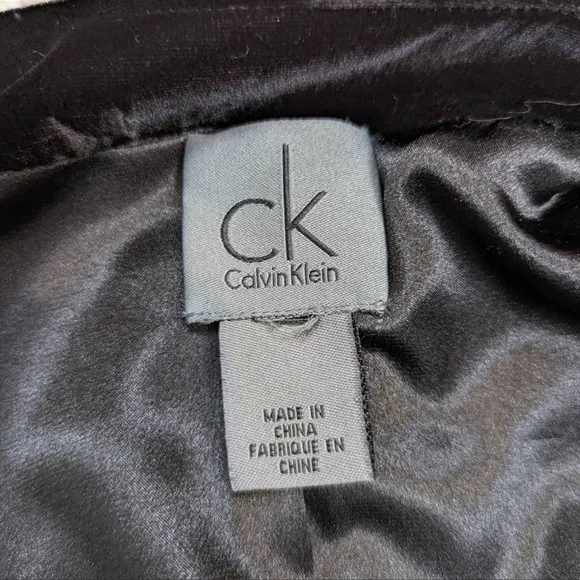 ck
Calvin Klein
MADE IN
CHINA
FABRIQUE EN
CHINE